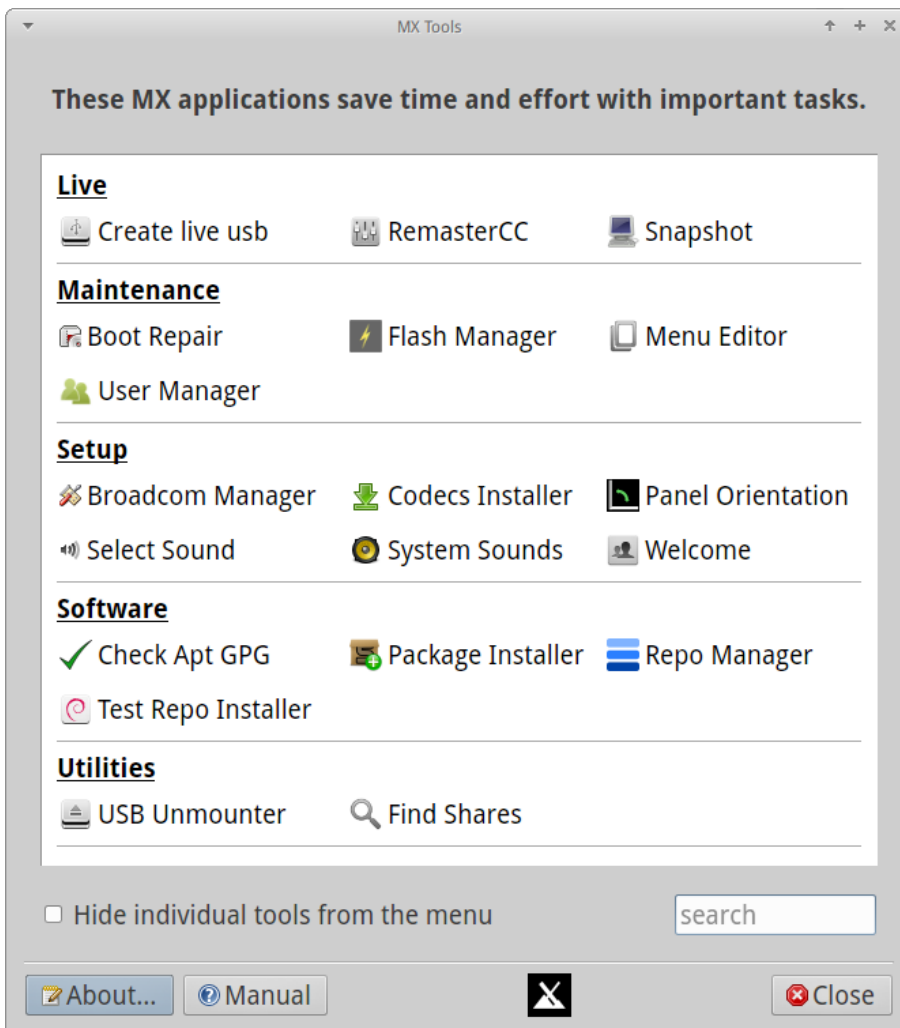 MX Tools
These MX applications save time and effort with important tasks.
Live
Create live usb RemasterCC Snapshot
Maintenance
Boot Repair Flash Manager Menu Editor
User Manager
Setup
Broadcom Manager Codecs Installer Panel Orientation
Select Sound System Sounds Welcome
Software
Check Apt GPG Package Installer Repo Manager
Test Repo Installer
Utilities
USB Unmounter Find Shares
Hide individual tools from the menu search
About... Manual Close